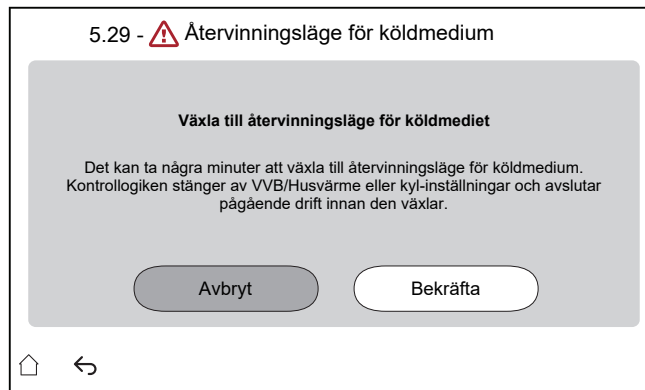 5.29 - Återvinningsläge för köldmedium
Växla till återvinningsläge för köldmediet
Det kan ta några minuter att växla till återvinningsläge för köldmedium.
Kontrollogiken stänger av VVB/Husvärme eller kyl-inställningar och avslutar
pågående drift innan den växlar.
Avbryt
Bekräfta